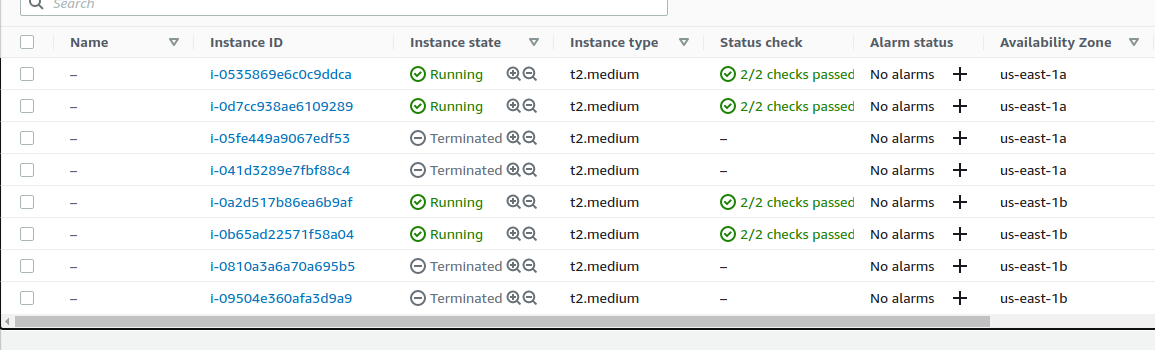 Search
Name Instance ID Instance state Instance type Status check Alarm status Availability Zone
– i-0535869e6c0c9ddca Running t2.medium 2/2 checks passed No alarms us-east-1a
– i-0d7cc938ae6109289 Running t2.medium 2/2 checks passed No alarms us-east-1a
– i-05fe449a9067edf53 Terminated t2.medium – No alarms us-east-1a
– i-041d3289e7fbf88c4 Terminated t2.medium – No alarms us-east-1a
– i-0a2d517b86ea6b9af Running t2.medium 2/2 checks passed No alarms us-east-1b
– i-0b65ad22571f58a04 Running t2.medium 2/2 checks passed No alarms us-east-1b
– i-0810a3a6a70a695b5 Terminated t2.medium – No alarms us-east-1b
– i-09504e360afa3d9a9 Terminated t2.medium – No alarms us-east-1b